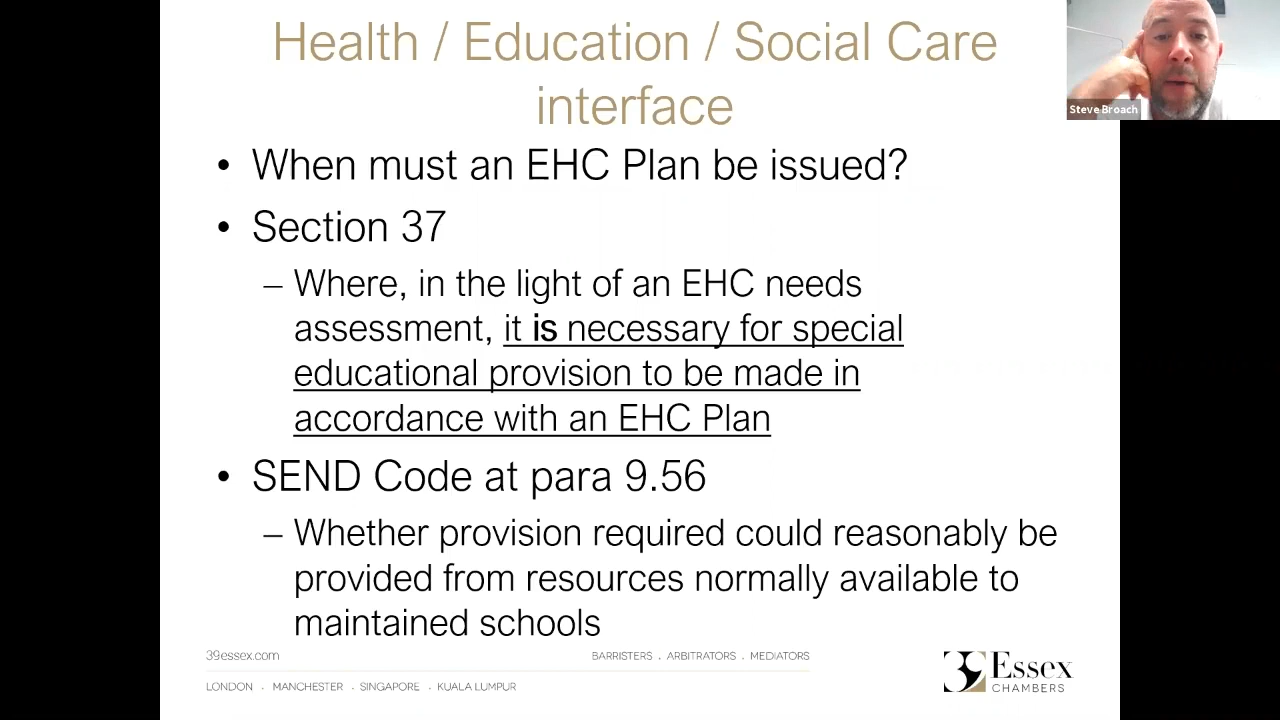 Health / Education / Social Care
interface
Steve Broach
• When must an EHC Plan be issued?
• Section 37
– Where, in the light of an EHC needs
assessment, it is necessary for special
educational provision to be made in
accordance with an EHC Plan
• SEND Code at para 9.56
– Whether provision required could reasonably be
provided from resources normally available to
maintained schools
39essex.com
BARRISTERS . ARBITRATORS . MEDIATORS
LONDON . MANCHESTER . SINGAPORE . KUALA LUMPUR
39 Essex
CHAMBERS